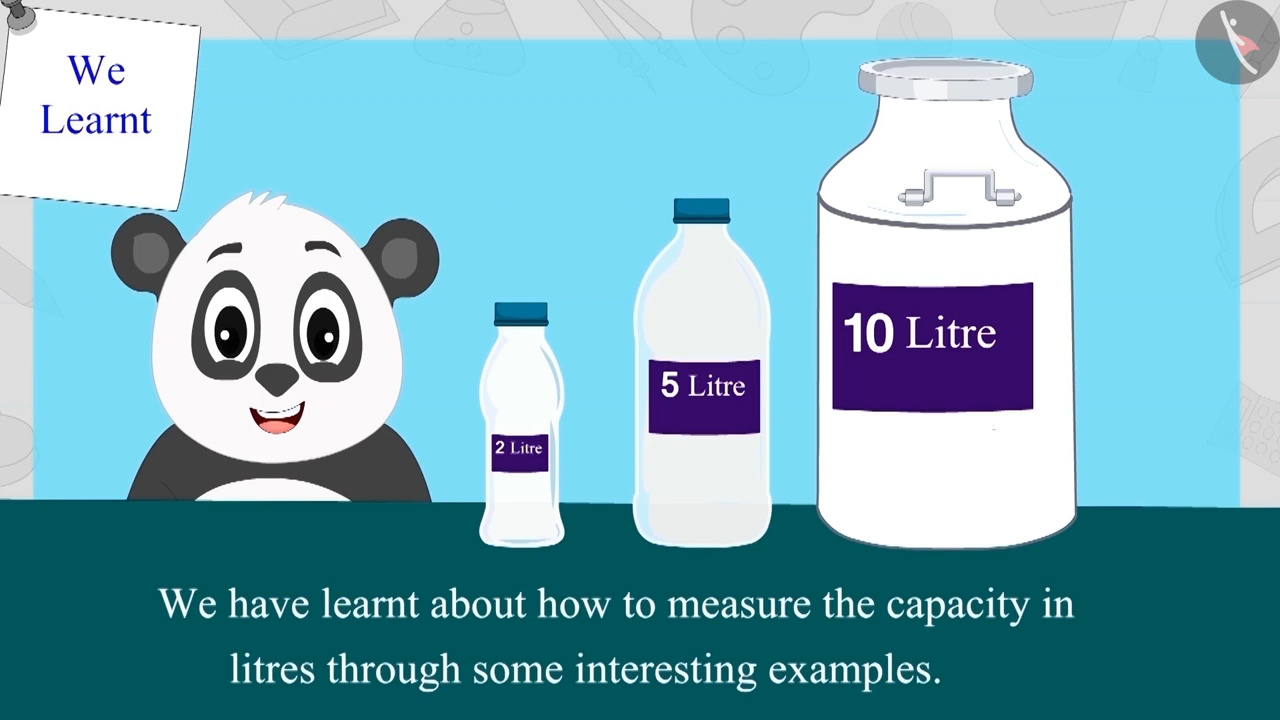 We
Learnt
2 Litre
5 Litre
10 Litre
We have learnt about how to measure the capacity in
litres through some interesting examples.